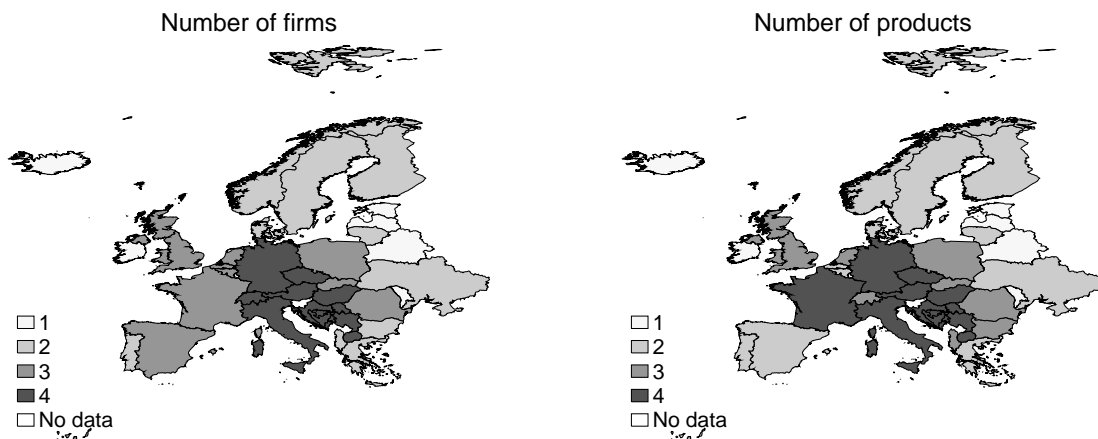 Number of firms
1
2
3
4
No data
Number of products
1
2
3
4
No data